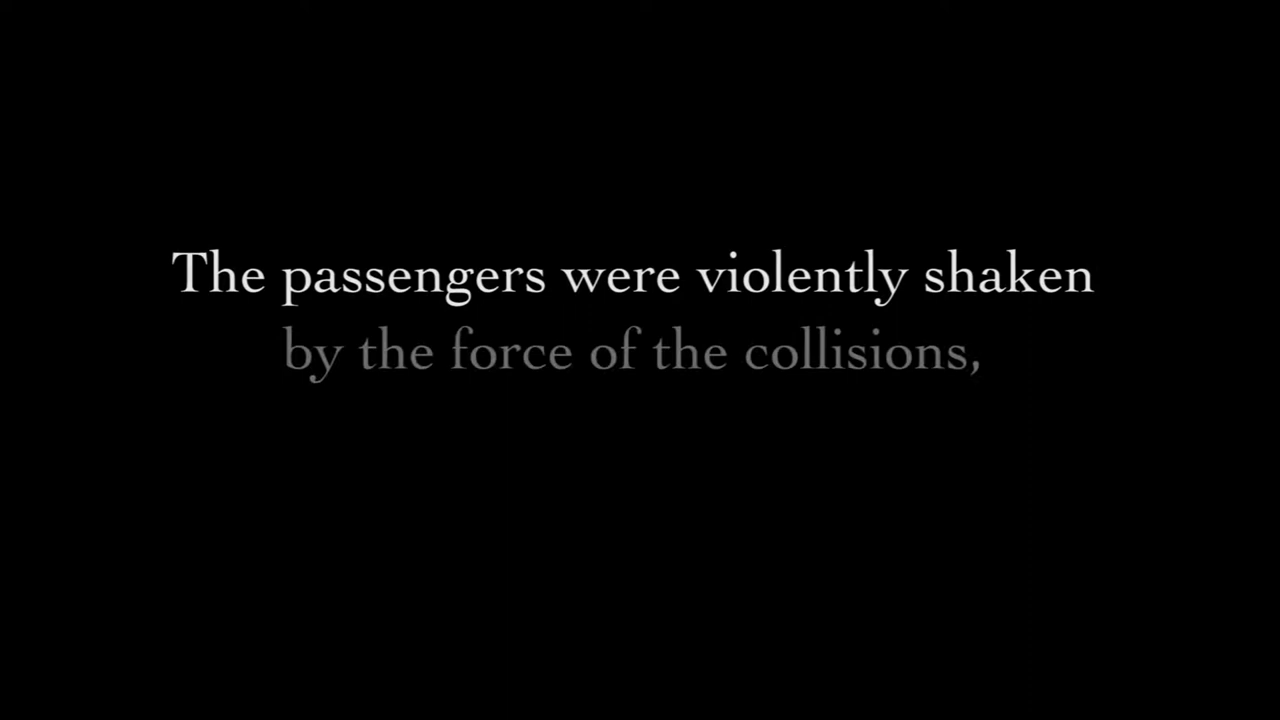 The passengers were violently shaken
by the force of the collisions,